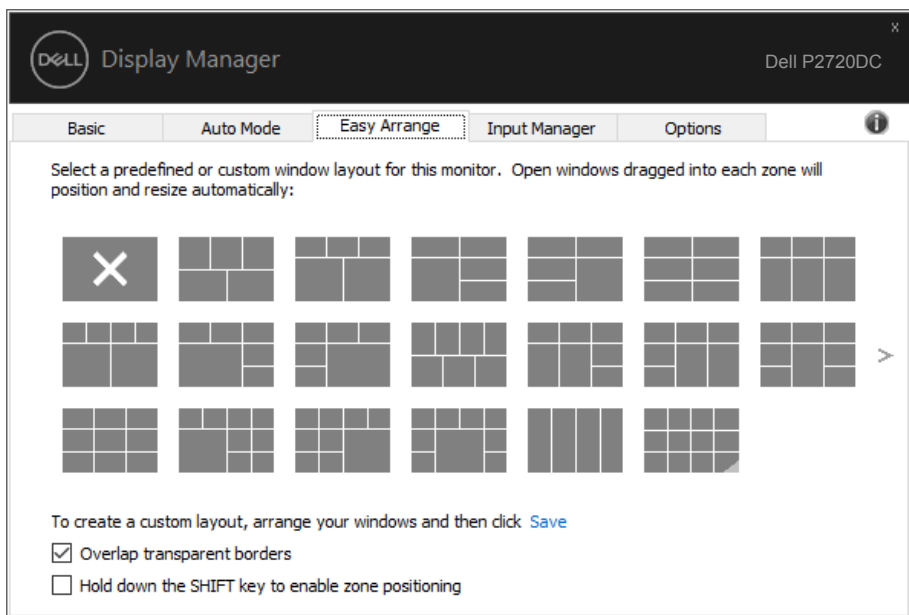 x
DELL Display Manager
Dell P2720DC
Basic Auto Mode Easy Arrange Input Manager Options i
Select a predefined or custom window layout for this monitor. Open windows dragged into each zone will
position and resize automatically:
>
To create a custom layout, arrange your windows and then click Save
Overlap transparent borders
Hold down the SHIFT key to enable zone positioning